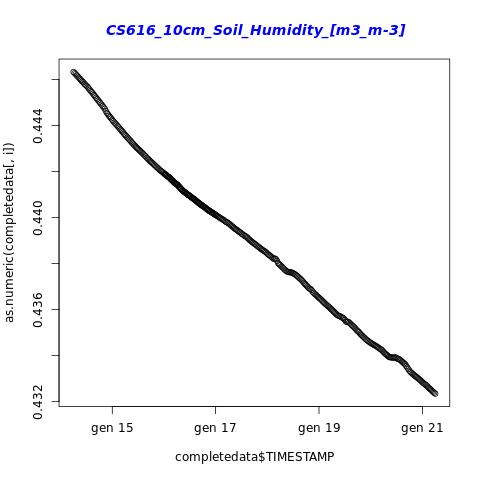 CS616_10cm_Soil_Humidity_[m3_m-3]
as.numeric(completedata[, i])
0.444
0.440
0.436
0.432
gen 15
gen 17
gen 19
gen 21
completedata$TIMESTAMP